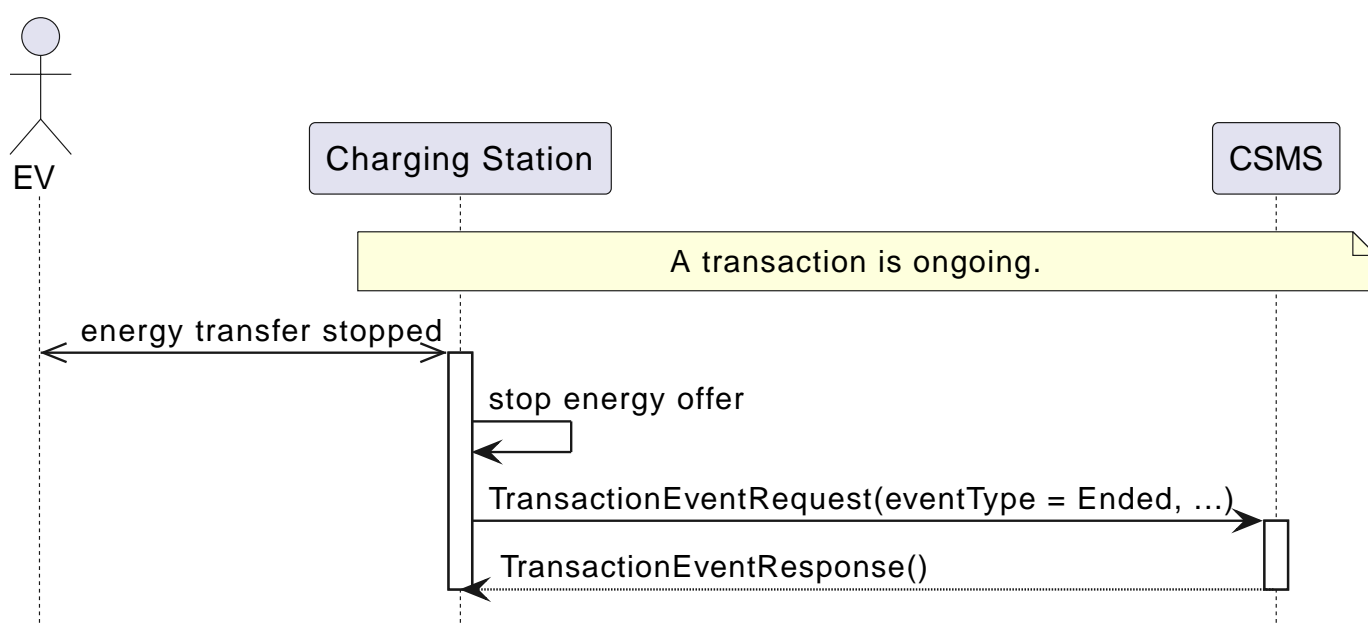 EV
Charging Station
CSMS
A transaction is ongoing.
energy transfer stopped
stop energy offer
TransactionEventRequest(eventType = Ended, ...)
TransactionEventResponse()